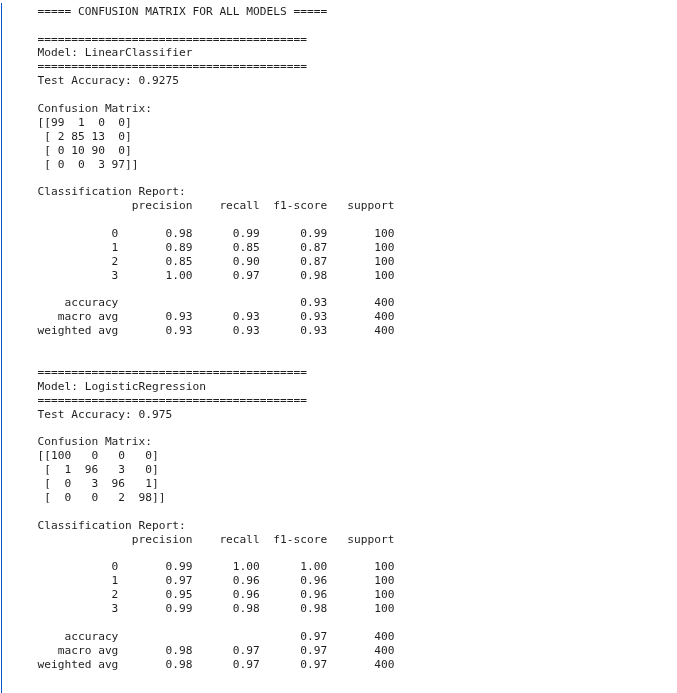 ===== CONFUSION MATRIX FOR ALL MODELS =====
========================================
Model: LinearClassifier
========================================
Test Accuracy: 0.9275
Confusion Matrix:
[[99  1  0  0]
 [ 2 85 13  0]
 [ 0 10 90  0]
 [ 0  0  3 97]]
Classification Report:
              precision    recall  f1-score   support
           0       0.98      0.99      0.99       100
           1       0.89      0.85      0.87       100
           2       0.85      0.90      0.87       100
           3       1.00      0.97      0.98       100
    accuracy                           0.93       400
   macro avg       0.93      0.93      0.93       400
weighted avg       0.93      0.93      0.93       400
========================================
Model: LogisticRegression
========================================
Test Accuracy: 0.975
Confusion Matrix:
[[100   0   0   0]
 [  1  96   3   0]
 [  0   3  96   1]
 [  0   0   2  98]]
Classification Report:
              precision    recall  f1-score   support
           0       0.99      1.00      1.00       100
           1       0.97      0.96      0.96       100
           2       0.95      0.96      0.96       100
           3       0.99      0.98      0.98       100
    accuracy                           0.97       400
   macro avg       0.98      0.97      0.97       400
weighted avg       0.98      0.97      0.97       400